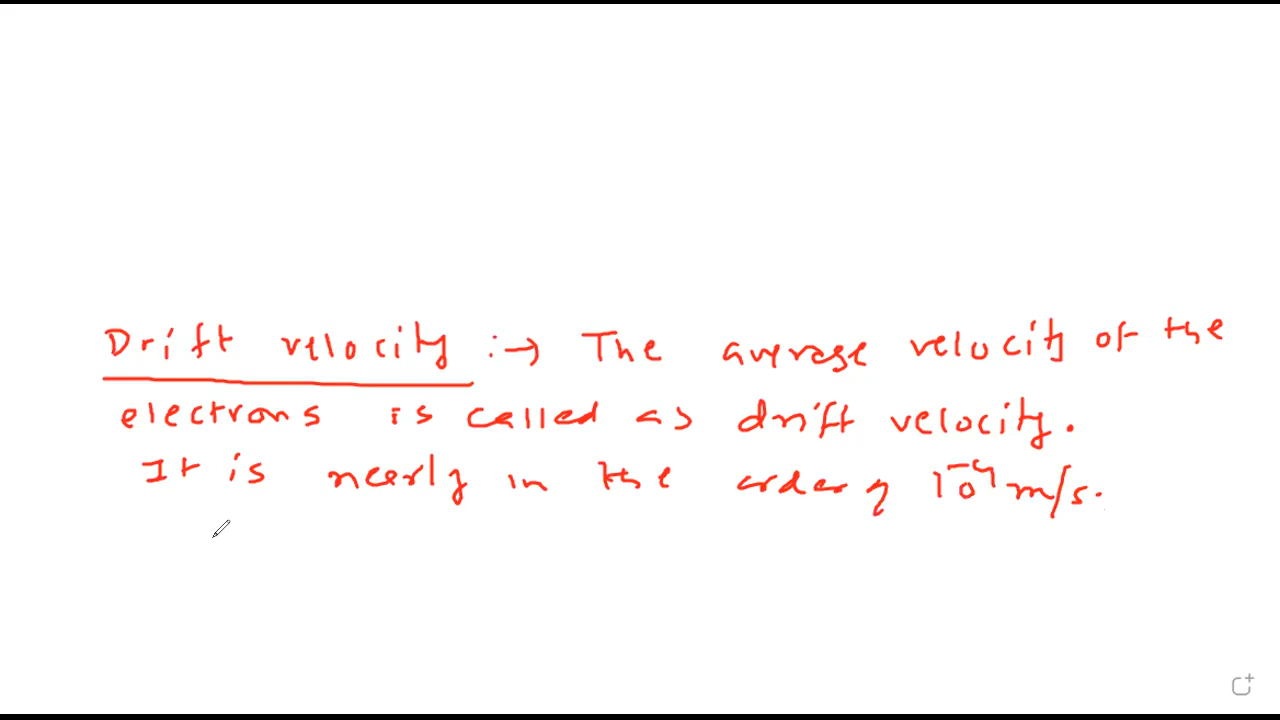 Drift velocity :→ The average velocity of the
electrons is called as drift velocity.
It is nearly in the order of 10⁻⁴ m/s.